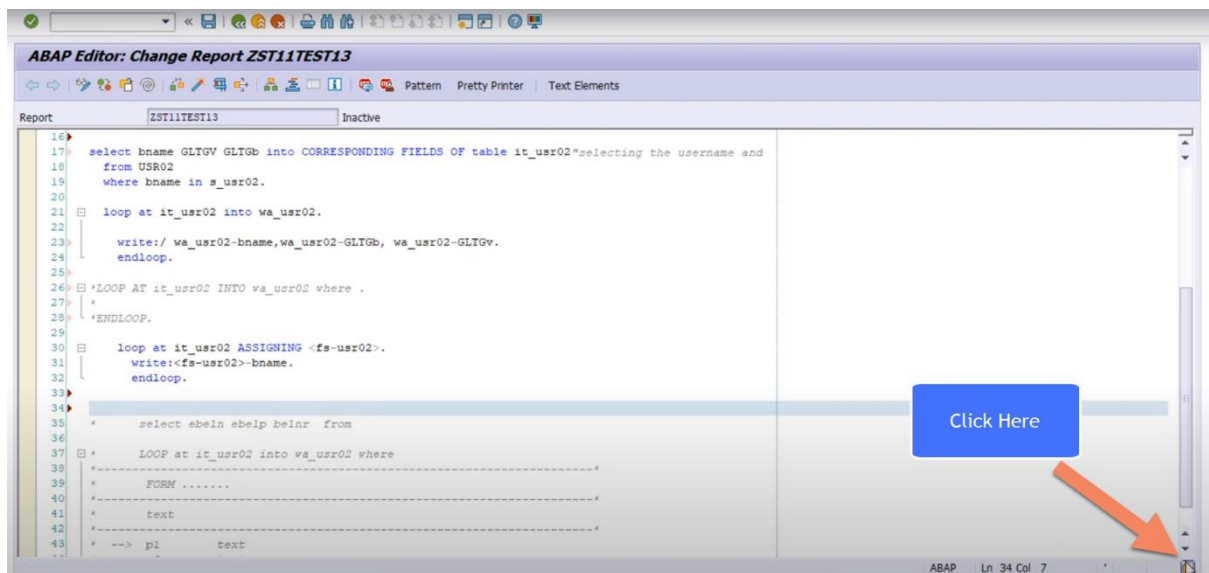 ABAP Editor: Change Report ZST11TEST13
Pattern Pretty Printer Text Elements
Report ZST11TEST13 Inactive
16
17 select bname GLTGV GLTGb into CORRESPONDING FIELDS OF table it_usr02"selecting the username and
18 from USR02
19 where bname in s_usr02.
20
21 loop at it_usr02 into wa_usr02.
22
23 write:/ wa_usr02-bname,wa_usr02-GLTGb, wa_usr02-GLTGv.
24 endloop.
25
26 *LOOP AT it_usr02 INTO wa_usr02 where .
27 *
28 *ENDLOOP.
29
30 loop at it_usr02 ASSIGNING <fs-usr02>.
31 write:<fs-usr02>-bname.
32 endloop.
33
34
Click Here
35 * select ebeln ebelp belnr from
36
37 * LOOP at it_usr02 into wa_usr02 where
38 *----------------------------------------------------------------------*
39 * FORM .......
40 *----------------------------------------------------------------------*
41 * text
42 *----------------------------------------------------------------------*
43 * --> p1 text
ABAP Ln 34 Col 7